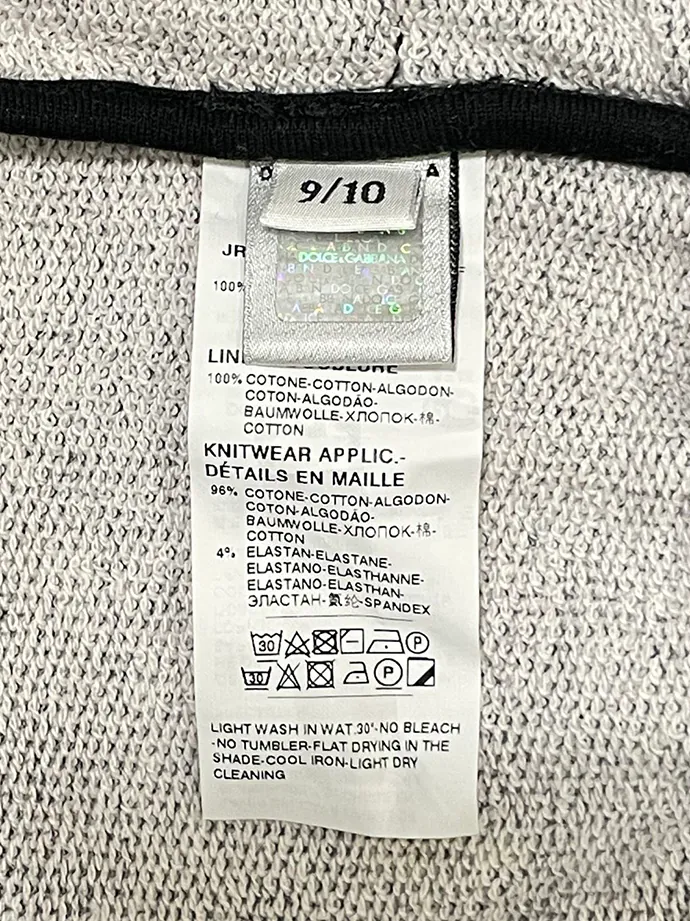 9/10
A
JR
DOLCE & GABBANA
100%
100% COTONE-COTTON-ALGODON-
COTON-ALGODÃO-
BAUMWOLLE-ХЛОПОК-棉-
COTTON
KNITWEAR APPLIC.-
DÉTAILS EN MAILLE
96% COTONE-COTTON-ALGODON-
COTON-ALGODÃO-
BAUMWOLLE-ХЛОПОК-棉-
COTTON
4% ELASTAN-ELASTANE-
ELASTANO-ELASTHANNE-
ELASTANO-ELASTHAN-
ЭЛАСТАН-氨纶-SPANDEX
30 P
30 P
LIGHT WASH IN WAT.30°-NO BLEACH
-NO TUMBLER-FLAT DRYING IN THE
SHADE-COOL IRON-LIGHT DRY
CLEANING